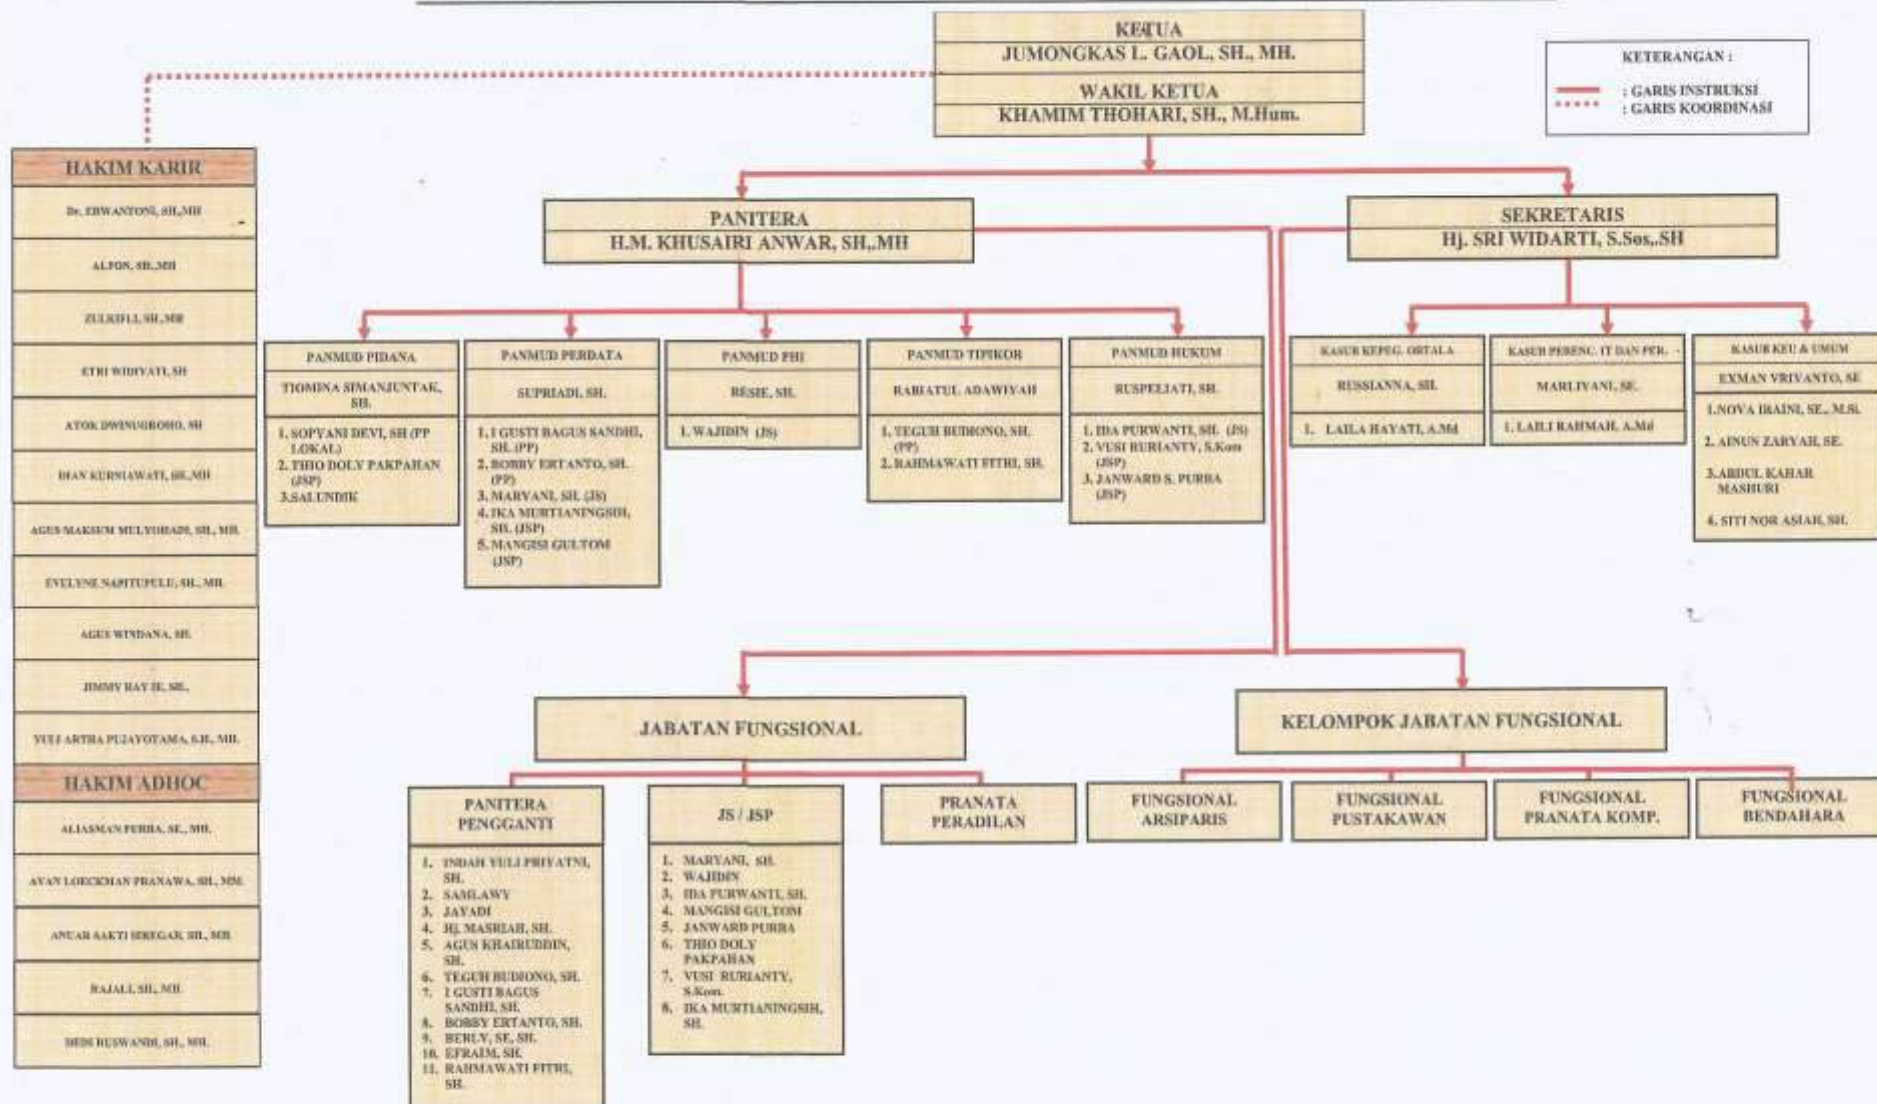 KETUA
JUMONGKAS L. GAOL, SH., MH.
WAKIL KETUA
KHAMIM THOHARI, SH., M.Hum.
KETERANGAN :
: GARIS INSTRUKSI
: GARIS KOORDINASI
HAKIM KARIR
Dr. ERWANTONI, SH.,MH
ALFON, SH.,MH
ZULKIFLI, SH.,MH
ETRI WIDIYATI, SH
ATOK DWINUGROHO, SH
DIAN KURNIAWATI, SH.,MH
AGUS MAKSUM MULYOHADI, SH., MH.
EVELYNE NAPITUPULU, SH., MH.
AGUS WINDANA, SH.
JIMMY RAY IE, SH.,
YULI ARTHA PUJAYOTAMA, S.H., MH.
HAKIM ADHOC
ALIASMAN PURBA, SE., MH.
AVAN LOECKMAN PRANAWA, SH., MM.
ANUAR SAKTI SIREGAR, SH., MH.
RAJALI, SH., MH.
DEDI RUSWANDI, SH., MH.
PANITERA
H.M. KHUSAIRI ANWAR, SH,.MH
SEKRETARIS
Hj. SRI WIDARTI, S.Sos,.SH
PANMUD PIDANA
TIOMINA SIMANJUNTAK,
SH.
1. SOPYANI DEVI, SH (PP
LOKAL)
2. THIO DOLY PAKPAHAN
(JSP)
3.SALUNDIK
PANMUD PERDATA
SUPRIADI, SH.
1. I GUSTI BAGUS SANDHI,
SH. (PP)
2. BOBBY ERTANTO, SH.
(PP)
3. MARYANI, SH. (JS)
4. IKA MURTIANINGSIH,
SH. (JSP)
5. MANGISI GULTOM
(JSP)
PANMUD PHI
RESIE, SH.
1. WAJIDIN (JS)
PANMUD TIPIKOR
RABIATUL ADAWIYAH
1. TEGUH BUDIONO, SH.
(PP)
2. RAHMAWATI FITRI, SH.
PANMUD HUKUM
RUSPELIATI, SH.
1. IDA PURWANTI, SH. (JS)
2. VUSI RURIANTY, S.Kom
(JSP)
3. JANWARD S. PURBA
(JSP)
KASUB KEPEG. ORTALA
RUSSIANNA, SH.
1. LAILA HAYATI, A.Md
KASUB PERENC. IT DAN PER.
MARLIYANI, SE.
1. LAILI RAHMAH, A.Md
KASUB KEU & UMUM
EXMAN VRIYANTO, SE
1.NOVA IRAINI, SE., M.Si.
2. AINUN ZARYAH, SE.
3.ABDUL KAHAR
MASHURI
4. SITI NOR ASIAH, SH.
JABATAN FUNGSIONAL
KELOMPOK JABATAN FUNGSIONAL
PANITERA
PENGGANTI
1. INDAH YULI PRIYATNI,
SH.
2. SAMLAWY
3. JAYADI
4. Hj. MASRIAH, SH.
5. AGUS KHAIRUDDIN,
SH.
6. TEGUH BUDIONO, SH.
7. I GUSTI BAGUS
SANDHI, SH.
8. BOBBY ERTANTO, SH.
9. BERLY, SE, SH.
10. EFRAIM, SH.
11. RAHMAWATI FITRI,
SH.
JS / JSP
1. MARYANI, SH.
2. WAJIDIN
3. IDA PURWANTI, SH.
4. MANGISI GULTOM
5. JANWARD PURBA
6. THIO DOLY
PAKPAHAN
7. VUSI RURIANTY,
S.Kom.
8. IKA MURTIANINGSIH,
SH.
PRANATA
PERADILAN
FUNGSIONAL
ARSIPARIS
FUNGSIONAL
PUSTAKAWAN
FUNGSIONAL
PRANATA KOMP.
FUNGSIONAL
BENDAHARA